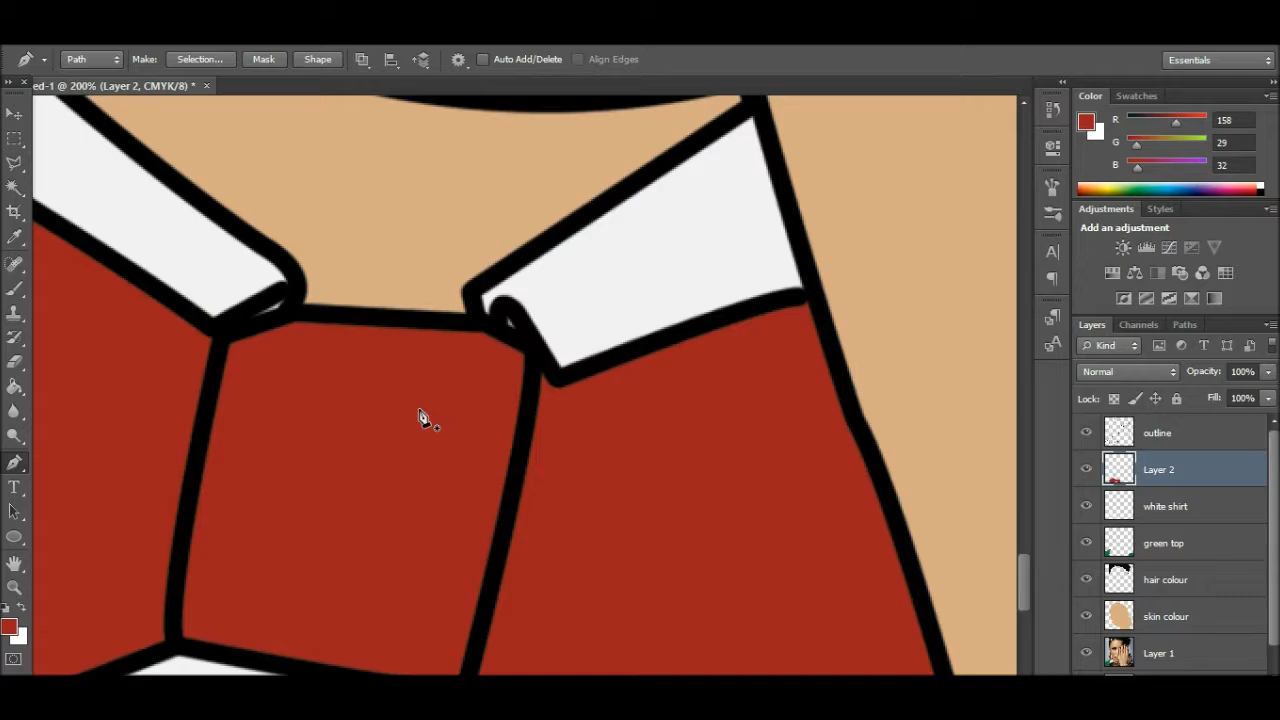 Path Make: Selection... Mask Shape Auto Add/Delete Align Edges Essentials
ed-1 @ 200% (Layer 2, CMYK/8) * ×
Color Swatches
R 158
G 29
B 32
Adjustments Styles
Add an adjustment
Layers Channels Paths
Kind
Normal Opacity: 100%
Lock: Fill: 100%
outline
Layer 2
white shirt
green top
hair colour
skin colour
Layer 1